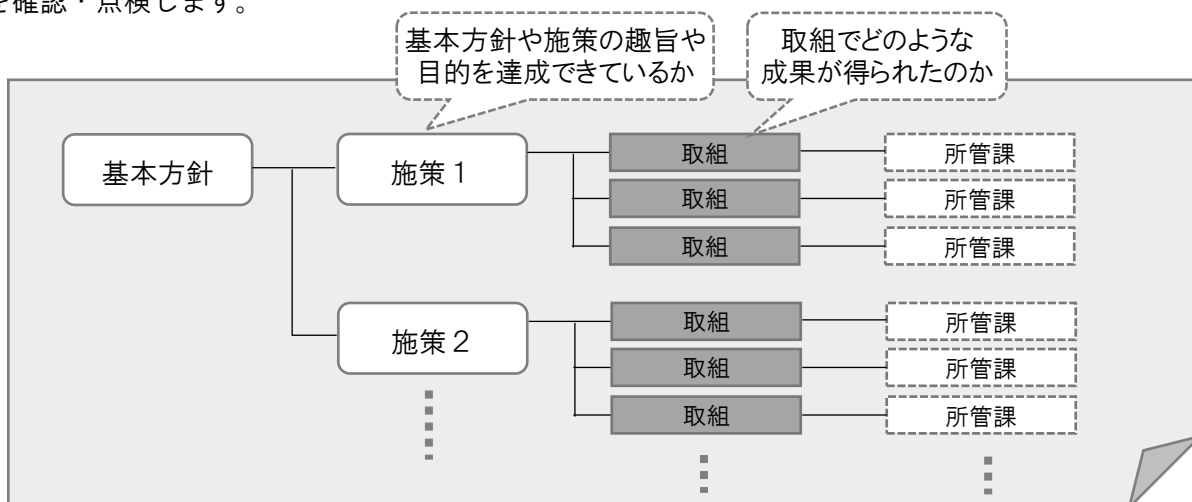 を確認・点検します。
基本方針や施策の趣旨や
目的を達成できているか
取組でどのような
成果が得られたのか
基本方針
施策１
取組
所管課
取組
所管課
取組
所管課
施策２
取組
所管課
取組
所管課
取組
所管課